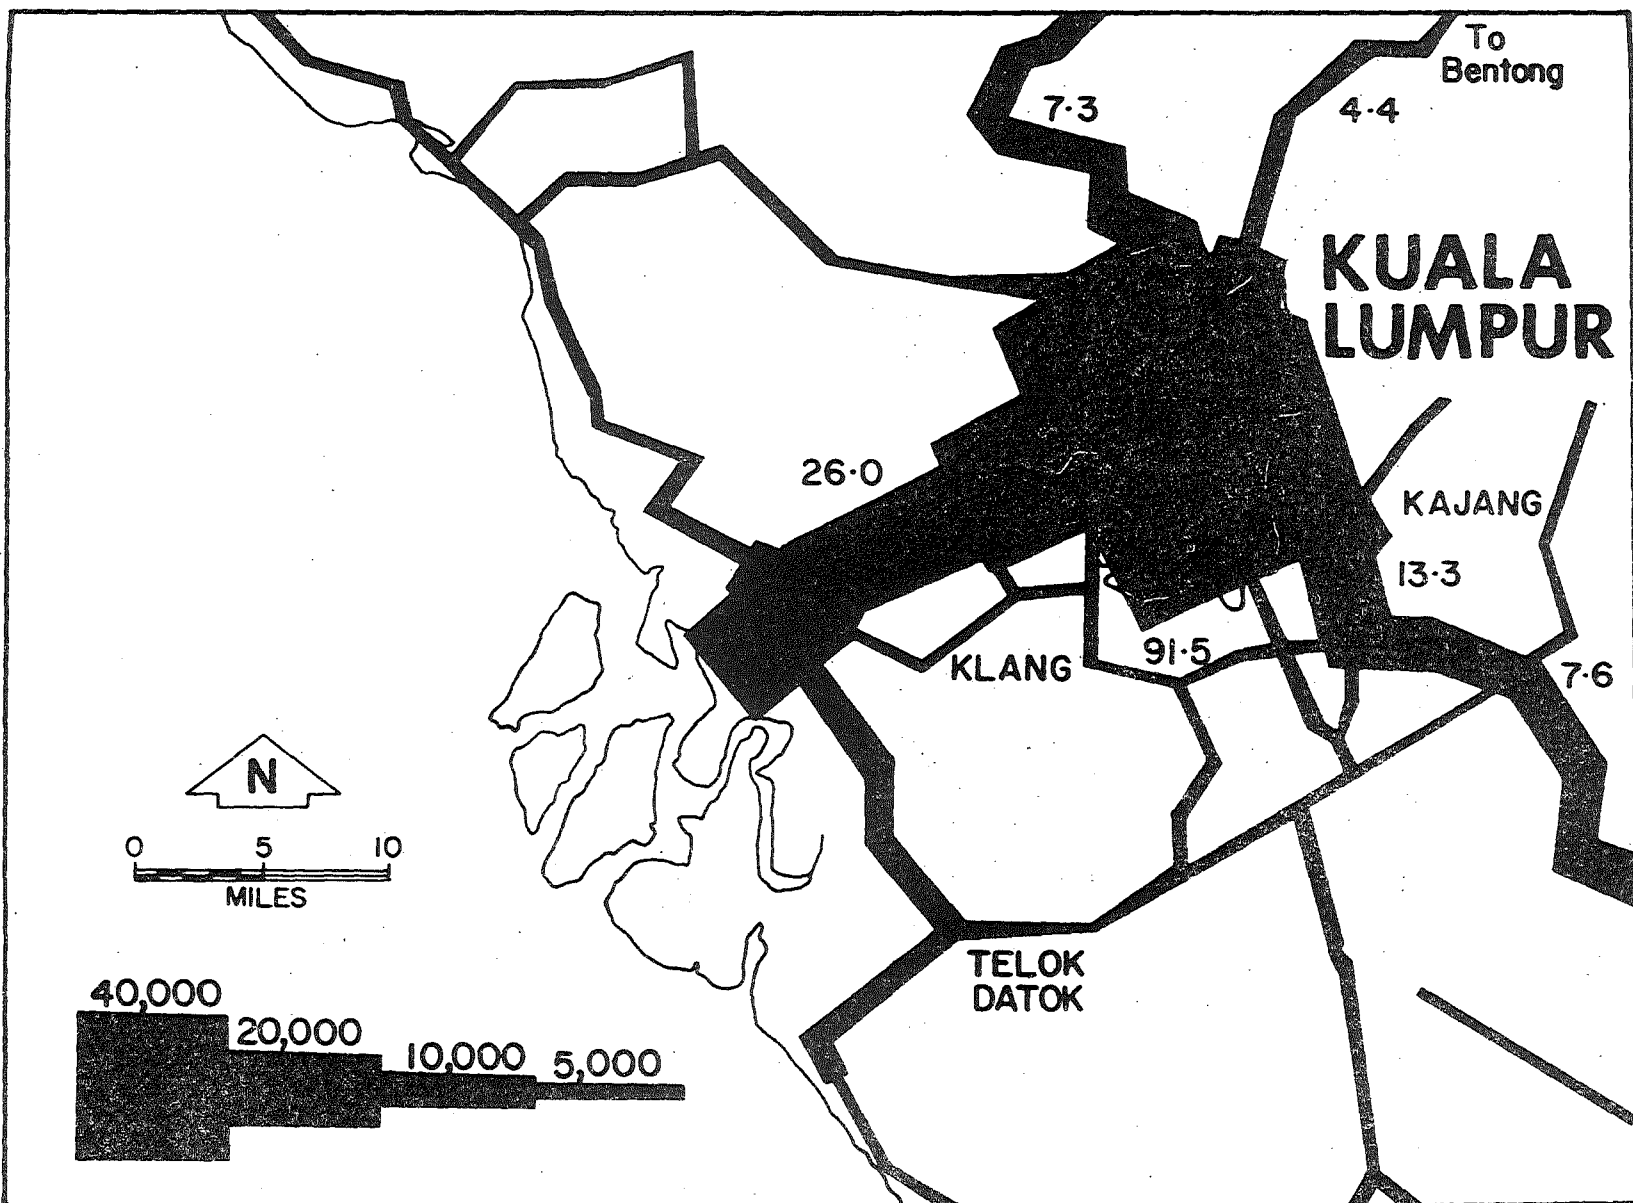 To
Bentong
7·3
4·4
KUALA
LUMPUR
26·0
KAJANG
13·3
91·5
KLANG
7·6
N
0 5 10
MILES
TELOK
DATOK
40,000
20,000
10,000
5,000